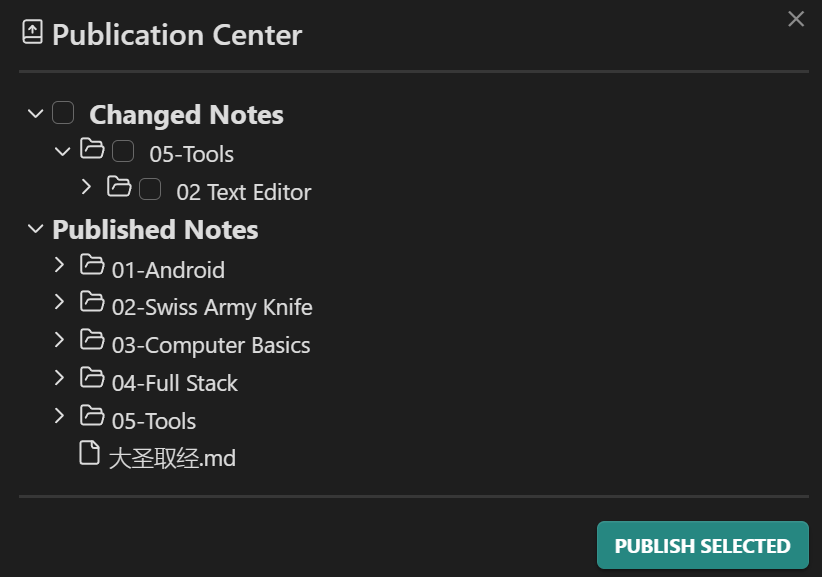 Publication Center
Changed Notes
05-Tools
02 Text Editor
Published Notes
01-Android
02-Swiss Army Knife
03-Computer Basics
04-Full Stack
05-Tools
大圣取经.md
PUBLISH SELECTED